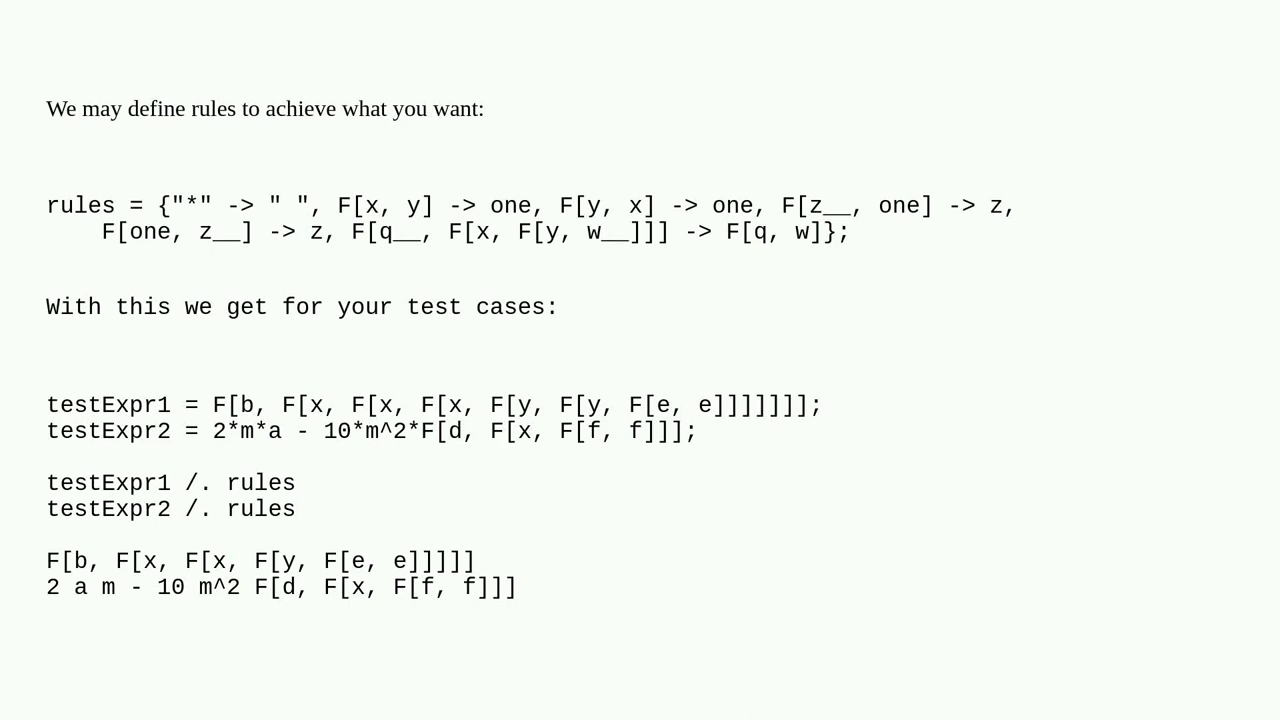 We may define rules to achieve what you want:
rules = {"*" -> " ", F[x, y] -> one, F[y, x] -> one, F[z__, one] -> z,
    F[one, z__] -> z, F[q__, F[x, F[y, w__]]] -> F[q, w]};
With this we get for your test cases:
testExpr1 = F[b, F[x, F[x, F[x, F[y, F[y, F[e, e]]]]]]];
testExpr2 = 2*m*a - 10*m^2*F[d, F[x, F[f, f]]];
testExpr1 /. rules
testExpr2 /. rules
F[b, F[x, F[x, F[y, F[e, e]]]]]
2 a m - 10 m^2 F[d, F[x, F[f, f]]]